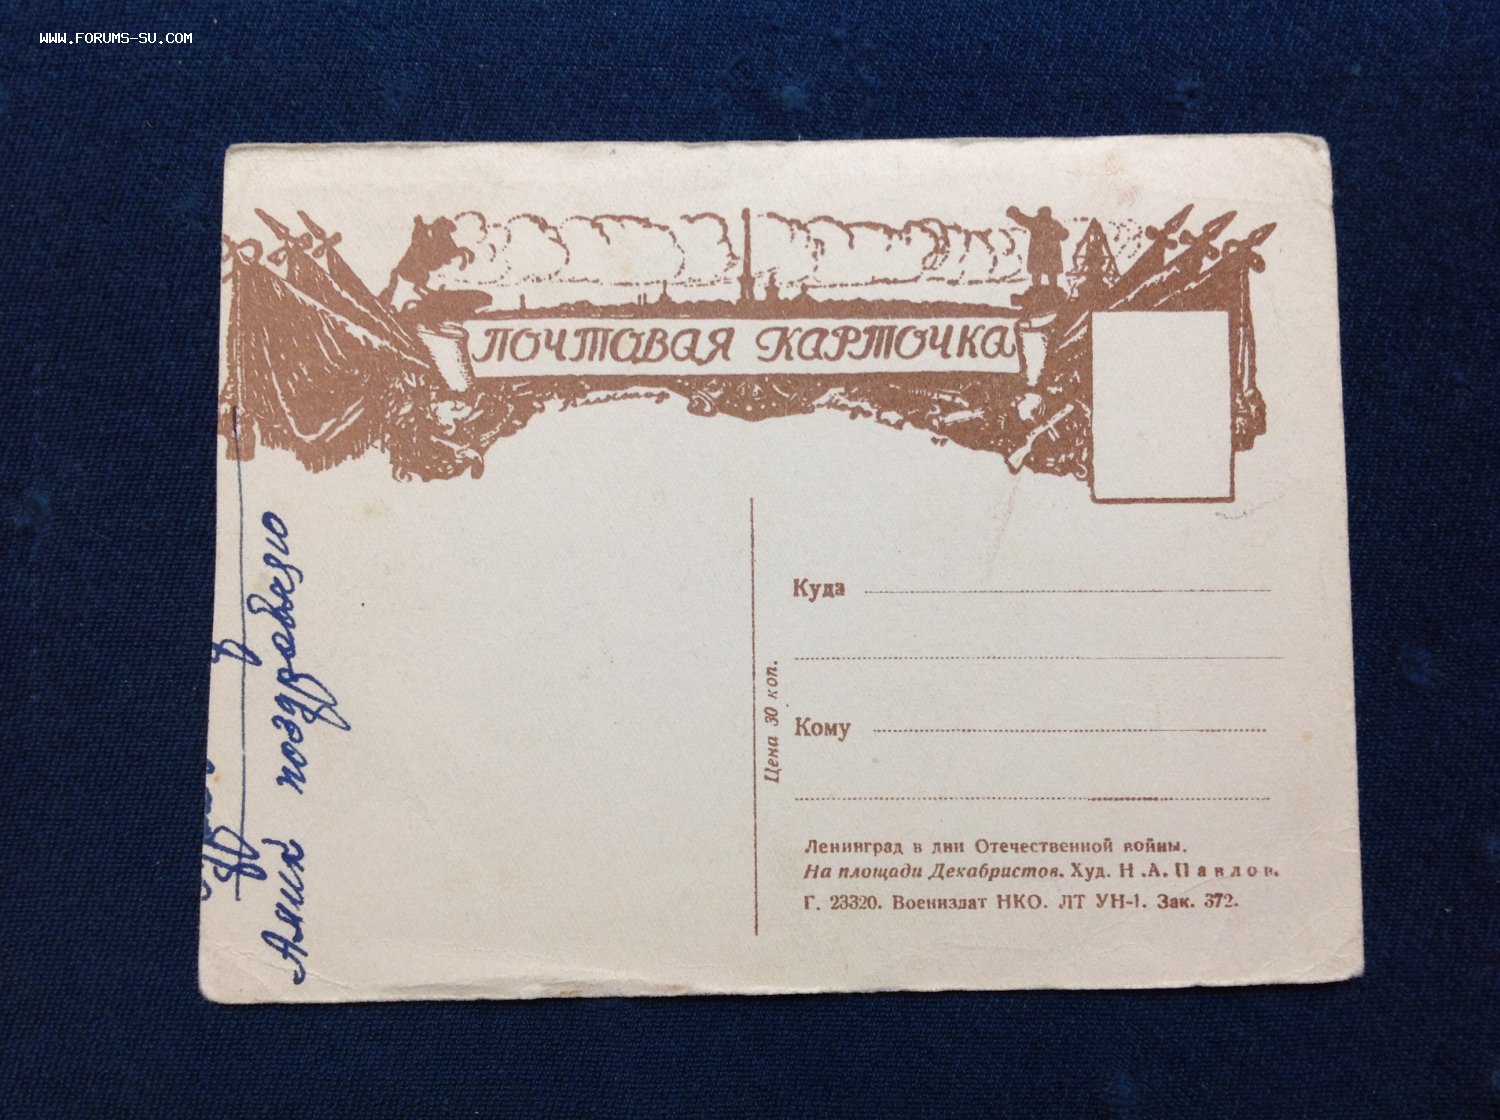 WWW.FORUMS-SU.COM
ПОЧТОВАЯ КАРТОЧКА
Куда
Цена 30 коп.
Кому
Ленинград в дни Отечественной войны.
На площади Декабристов. Худ. Н.А. Павлов.
Г. 23320. Воениздат НКО. ЛТ УН-1. Зак. 372.
поздравляю